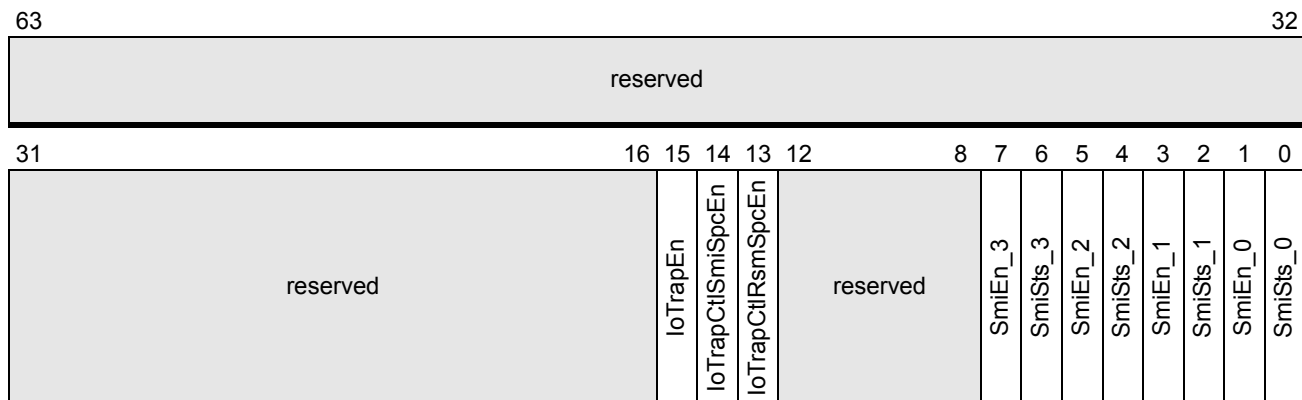 63 32
reserved
31 16 15 14 13 12 8 7 6 5 4 3 2 1 0
reserved
IoTrapEn
IoTrapCtlSmiSpcEn
IoTrapCtlRsmSpcEn
reserved
SmiEn_3
SmiSts_3
SmiEn_2
SmiSts_2
SmiEn_1
SmiSts_1
SmiEn_0
SmiSts_0